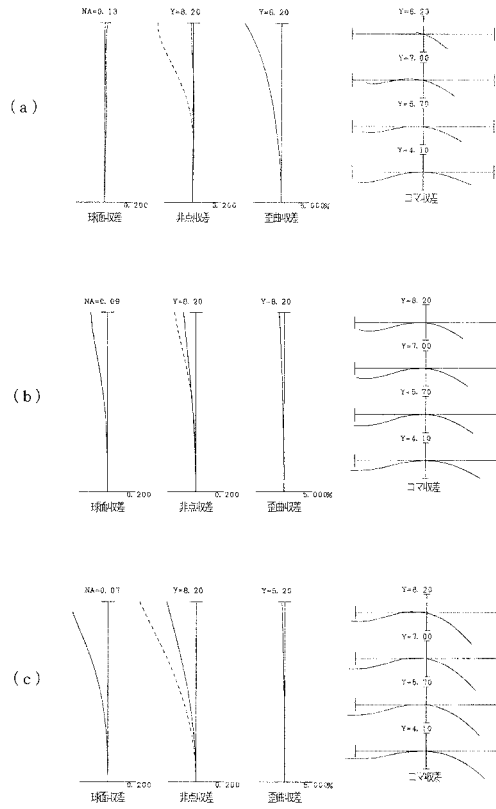 (a)
NA=0.13
Y=8.20
Y=8.20
0.200
0.200
5.000%
球面収差
非点収差
歪曲収差
Y=8.20
Y=7.00
Y=5.70
Y=4.10
コマ収差
(b)
NA=0.09
Y=8.20
Y=8.20
0.200
0.200
5.000%
球面収差
非点収差
歪曲収差
Y=8.20
Y=7.00
Y=5.70
Y=4.10
コマ収差
(c)
NA=0.07
Y=8.20
Y=8.20
0.200
0.200
5.000%
球面収差
非点収差
歪曲収差
Y=8.20
Y=7.00
Y=5.70
Y=4.10
コマ収差